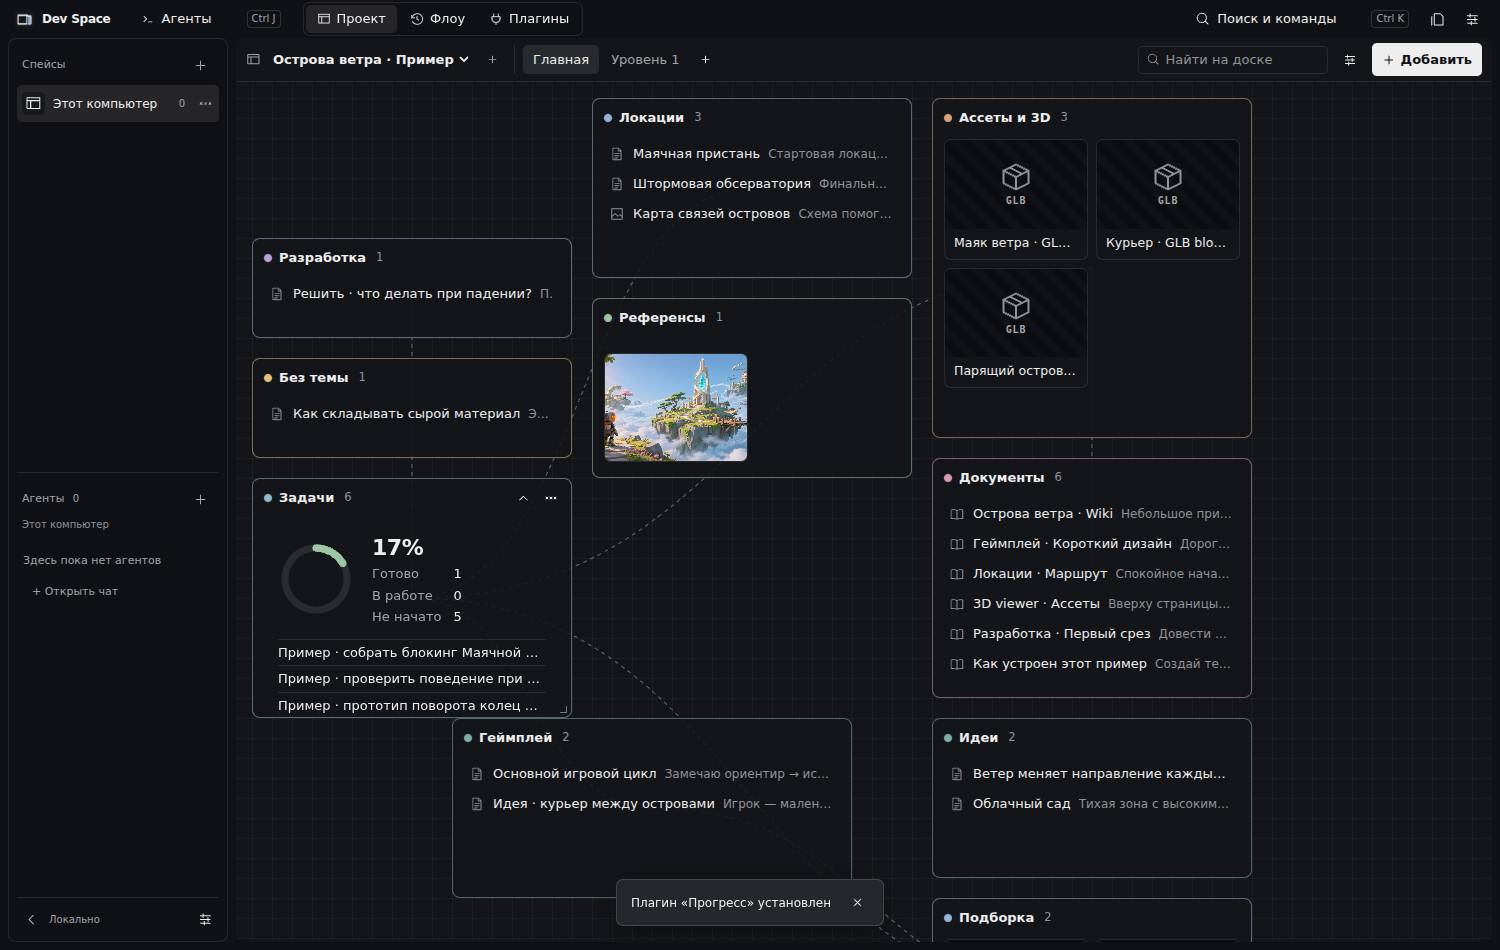 Dev Space
Агенты
Ctrl J
Проект
Флоу
Плагины
Поиск и команды
Ctrl K
Спейсы
Этот компьютер 0
Острова ветра · Пример
Главная
Уровень 1
Найти на доске
Добавить
Разработка 1
Решить · что делать при падении? П.
Без темы 1
Как складывать сырой материал Э…
Задачи 6
17%
Готово 1
В работе 0
Не начато 5
Пример · собрать блокинг Маячной …
Пример · проверить поведение при …
Пример · прототип поворота колец …
Локации 3
Маячная пристань Стартовая локац…
Штормовая обсерватория Финальн…
Карта связей островов Схема помог…
Референсы 1
Ассеты и 3D 3
GLB
Маяк ветра · GL…
GLB
Курьер · GLB blo…
GLB
Парящий остров…
Документы 6
Острова ветра · Wiki Небольшое при…
Геймплей · Короткий дизайн Дорог…
Локации · Маршрут Спокойное нача…
3D viewer · Ассеты Вверху страницы…
Разработка · Первый срез Довести …
Как устроен этот пример Создай те…
Геймплей 2
Основной игровой цикл Замечаю ориентир → ис…
Идея · курьер между островами Игрок — мален…
Идеи 2
Ветер меняет направление кажды…
Облачный сад Тихая зона с высоким…
Подборка 2
Агенты 0
Этот компьютер
Здесь пока нет агентов
+ Открыть чат
Локально
Плагин «Прогресс» установлен